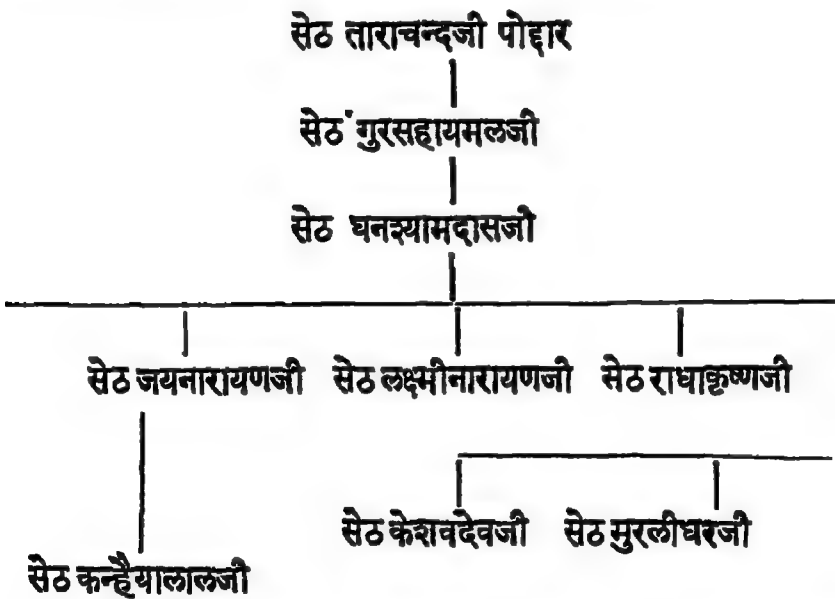 सेठ ताराचन्दजी पोद्दार
सेठ गुरसहायमलजी
सेठ घनश्यामदासजी
सेठ जयनारायणजी सेठ लक्ष्मीनारायणजी सेठ राधाकृष्णजी
सेठ केशवदेवजी सेठ मुरलीधरजी
सेठ कन्हैयालालजी